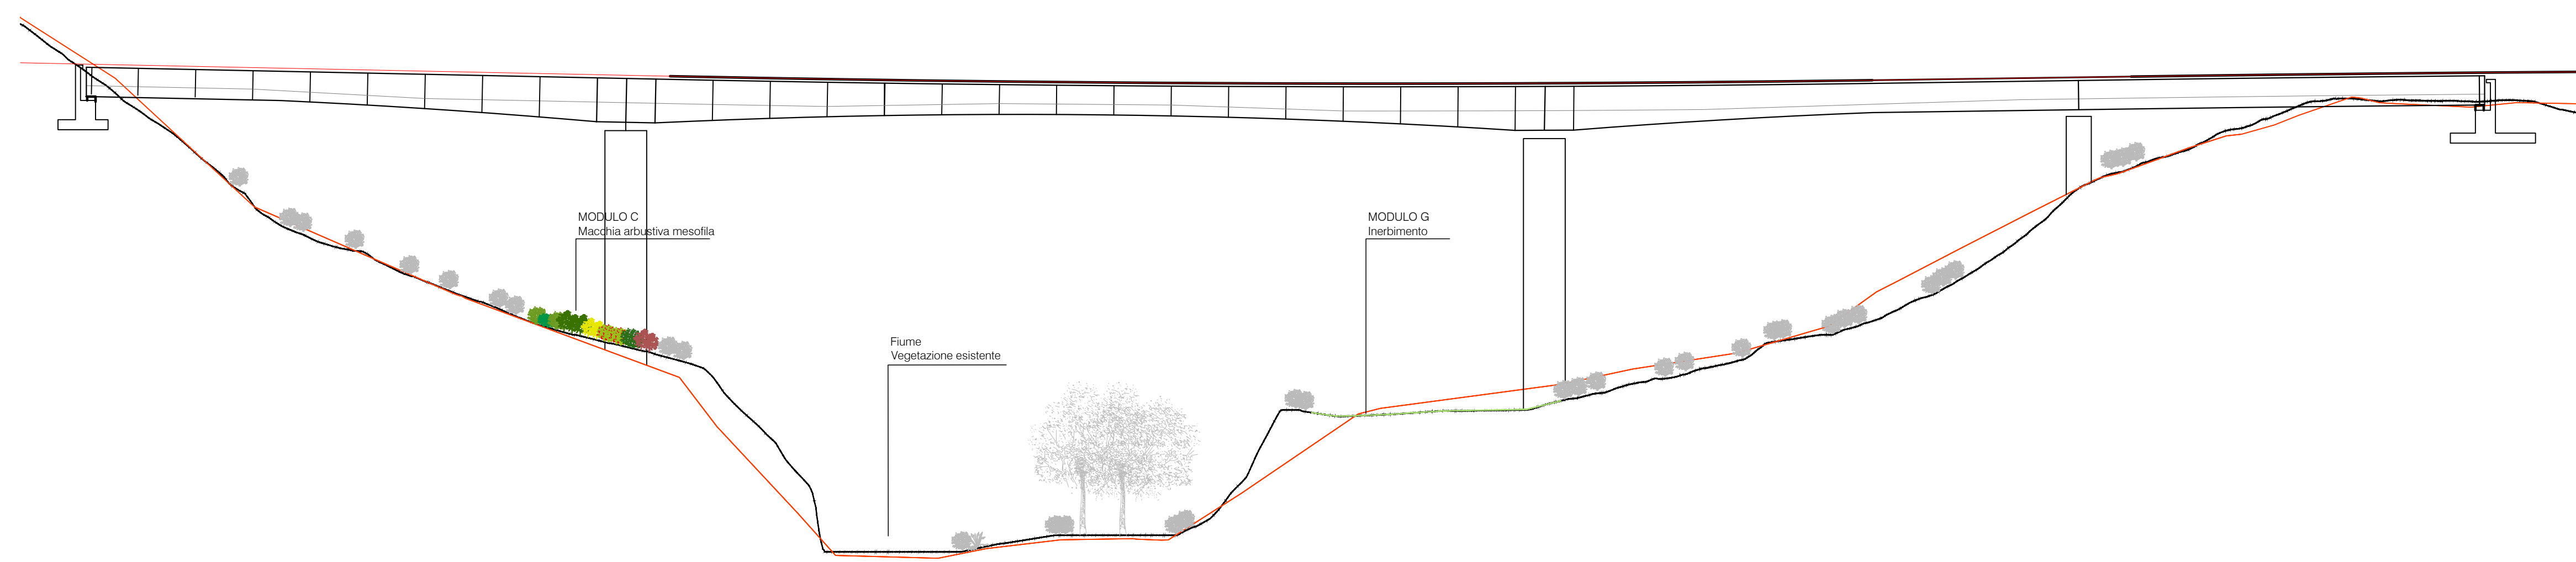 MODULO C
Macchia arbustiva mesofila
MODULO G
Inerbimento
Fiume
Vegetazione esistente